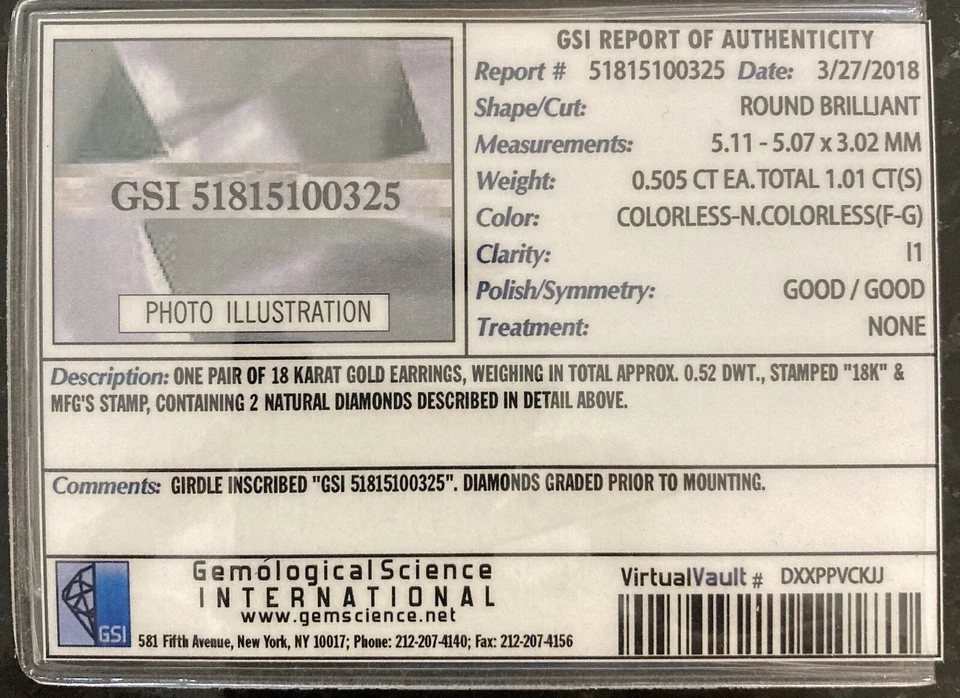 GSI 51815100325
PHOTO ILLUSTRATION
GSI REPORT OF AUTHENTICITY
Report # 51815100325 Date: 3/27/2018
Shape/Cut: ROUND BRILLIANT
Measurements: 5.11 - 5.07 x 3.02 MM
Weight: 0.505 CT EA. TOTAL 1.01 CT(S)
Color: COLORLESS-N.COLORLESS(F-G)
Clarity: I1
Polish/Symmetry: GOOD / GOOD
Treatment: NONE
Description: ONE PAIR OF 18 KARAT GOLD EARRINGS, WEIGHING IN TOTAL APPROX. 0.52 DWT., STAMPED "18K" &
MFG'S STAMP, CONTAINING 2 NATURAL DIAMONDS DESCRIBED IN DETAIL ABOVE.
Comments: GIRDLE INSCRIBED "GSI 51815100325". DIAMONDS GRADED PRIOR TO MOUNTING.
GSI
Gemological Science
INTERNATIONAL
www.gemscience.net
581 Fifth Avenue, New York, NY 10017; Phone: 212-207-4140; Fax: 212-207-4156
VirtualVault # DXXPPVCKJJ